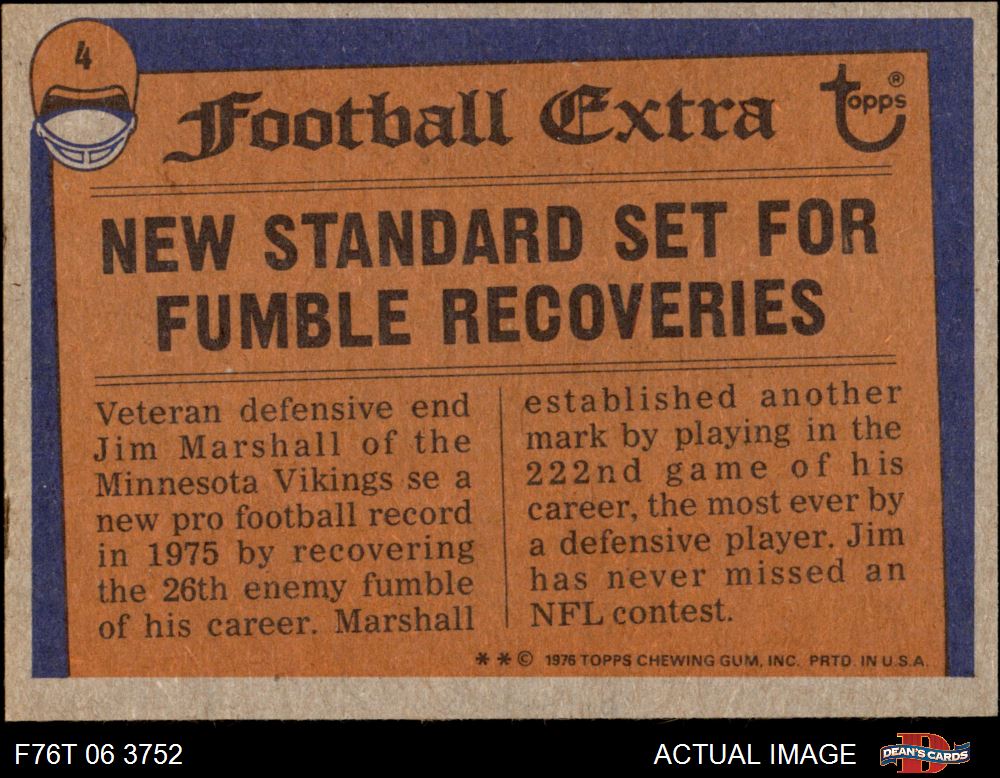 4
Football Extra
Topps ®
NEW STANDARD SET FOR
FUMBLE RECOVERIES
Veteran defensive end
Jim Marshall of the
Minnesota Vikings se a
new pro football record
in 1975 by recovering
the 26th enemy fumble
of his career. Marshall
established another
mark by playing in the
222nd game of his
career, the most ever by
a defensive player. Jim
has never missed an
NFL contest.
* * © 1976 TOPPS CHEWING GUM, INC. PRTD. IN U.S.A.
F76T 06 3752
ACTUAL IMAGE
D
DEAN'S CARDS